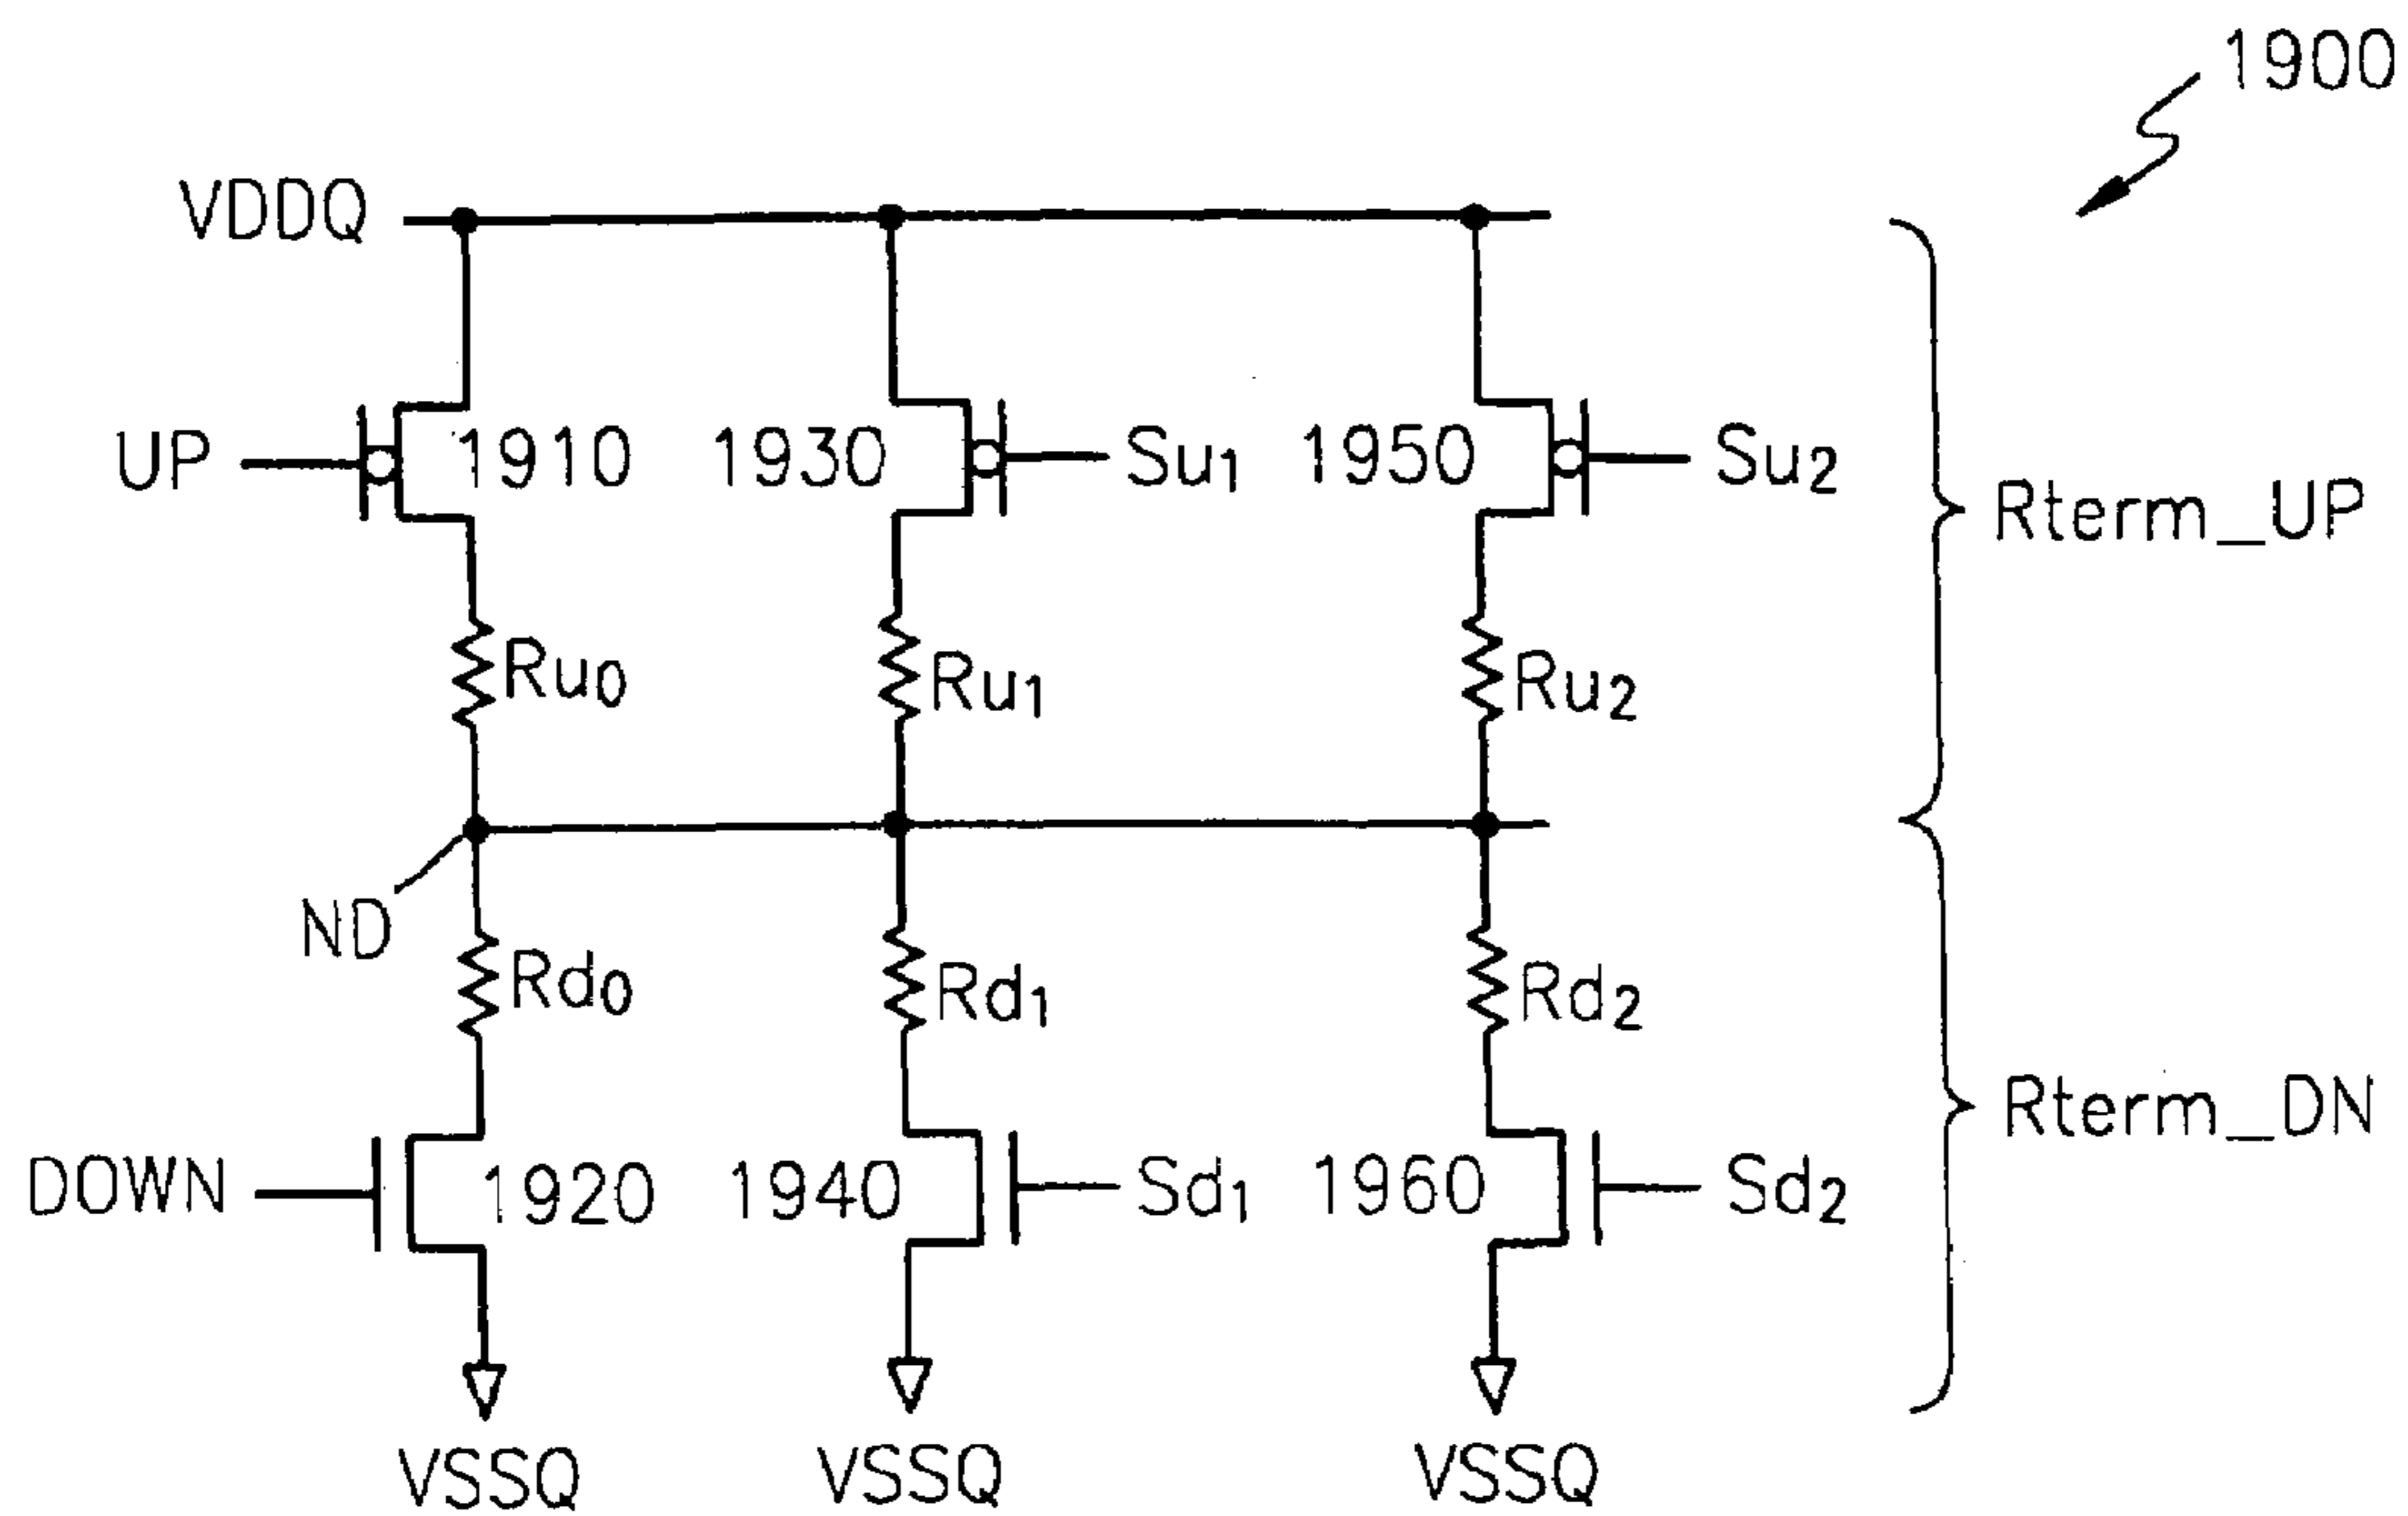 1900
VDDQ
UP 1910 1930 Su1 1950 Su2
Rterm_UP
Ru0 Ru1 Ru2
ND
Rd0 Rd1 Rd2
Rterm_DN
DOWN 1920 1940 Sd1 1960 Sd2
VSSQ VSSQ VSSQ